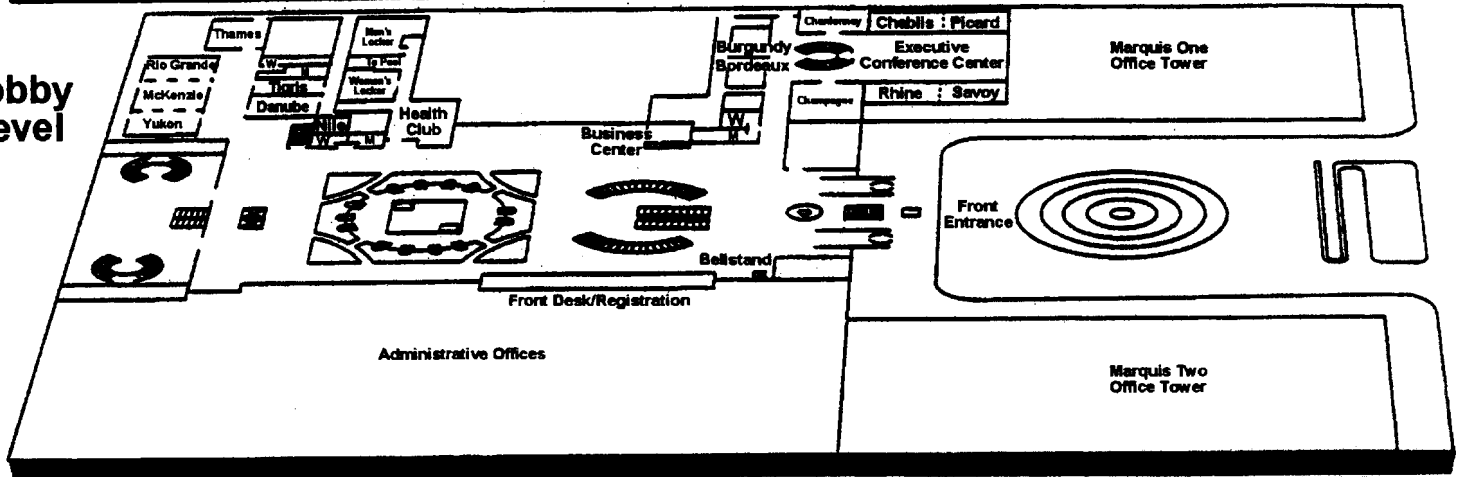 obby
evel
Thames
Rio Grande
McKenzie
Yukon
W
M
Tigris
Danube
Nile
W
M
Men's
Locker
To Pool
Women's
Locker
Health
Club
Business
Center
Burgundy
Bordeaux
W
M
Chardonnay
Chablis
Picard
Executive
Conference Center
Champagne
Rhine
Savoy
Marquis One
Office Tower
Front
Entrance
Bellstand
Front Desk/Registration
Administrative Offices
Marquis Two
Office Tower